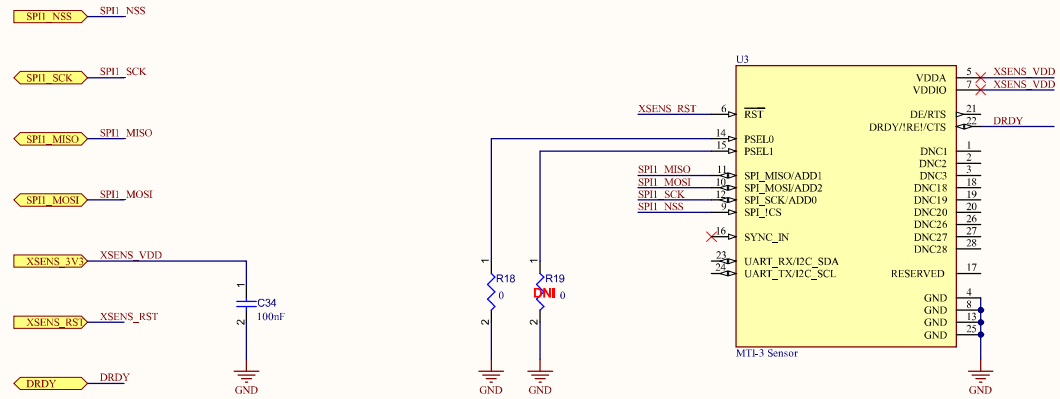 SPI1_NSS SPI1_NSS
SPI1_SCK SPI1_SCK
SPI1_MISO SPI1_MISO
SPI1_MOSI SPI1_MOSI
XSENS_3V3 XSENS_VDD
1
C34
100nF
2
GND
XSENS_RST XSENS_RST
DRDY DRDY
1
R18
0
2
GND
1
R19
DNI 0
2
GND
U3
XSENS_RST 6 RST
14 PSEL0
15 PSEL1
SPI1_MISO 11 SPI_MISO/ADD1
SPI1_MOSI 10 SPI_MOSI/ADD2
SPI1_SCK 12 SPI_SCK/ADD0
SPI1_NSS 9 SPI_!CS
16 SYNC_IN
23 UART_RX/I2C_SDA
24 UART_TX/I2C_SCL
VDDA 5 XSENS_VDD
VDDIO 7 XSENS_VDD
DE/RTS 21
DRDY/!RE!/CTS 22 DRDY
DNC1 1
DNC2 2
DNC3 3
DNC18 18
DNC19 19
DNC20 20
DNC26 26
DNC27 27
DNC28 28
RESERVED 17
GND 4
GND 8
GND 13
GND 25
MTI-3 Sensor
GND